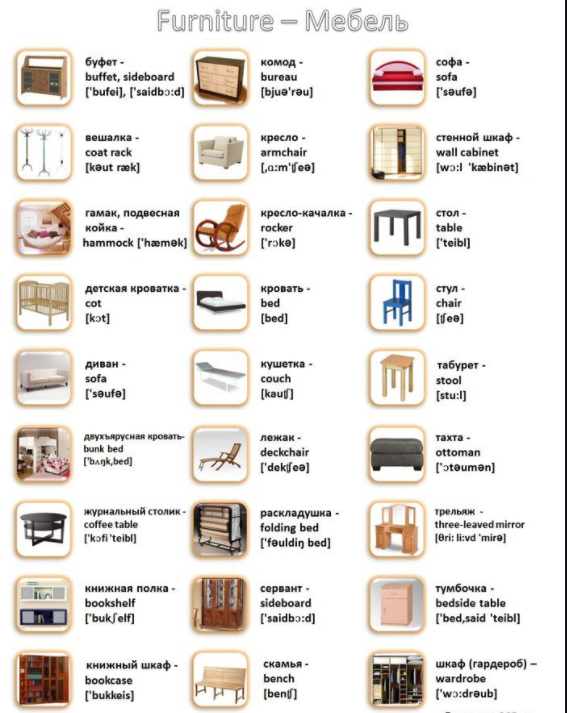 Furniture – Мебель
буфет -
buffet, sideboard
['bufei], ['saidbɔ:d]
комод -
bureau
[bjuə'rəu]
софа -
sofa
['səufə]
вешалка -
coat rack
[kəut ræk]
кресло -
armchair
[,ɑ:m'ʧeə]
стенной шкаф -
wall cabinet
[wɔ:l 'kæbinət]
гамак, подвесная
койка -
hammock ['hæmək]
кресло-качалка -
rocker
['rɔkə]
стол -
table
['teibl]
детская кроватка -
cot
[kɔt]
кровать -
bed
[bed]
стул -
chair
[ʧeə]
диван -
sofa
['səufə]
кушетка -
couch
[kauʧ]
табурет -
stool
[stu:l]
двухъярусная кровать-
bunk bed
['bʌŋk,bed]
лежак -
deckchair
['dekʧeə]
тахта -
ottoman
['ɔtəumən]
журнальный столик -
coffee table
['kɔfi 'teibl]
раскладушка -
folding bed
['fəuldiŋ bed]
трельяж -
three-leaved mirror
[θri: li:vd 'mirə]
книжная полка -
bookshelf
['bukʃelf]
сервант -
sideboard
['saidbɔ:d]
тумбочка -
bedside table
['bed,said 'teibl]
книжный шкаф -
bookcase
['bukkeis]
скамья -
bench
[benʧ]
шкаф (гардероб) –
wardrobe
['wɔ:drəub]